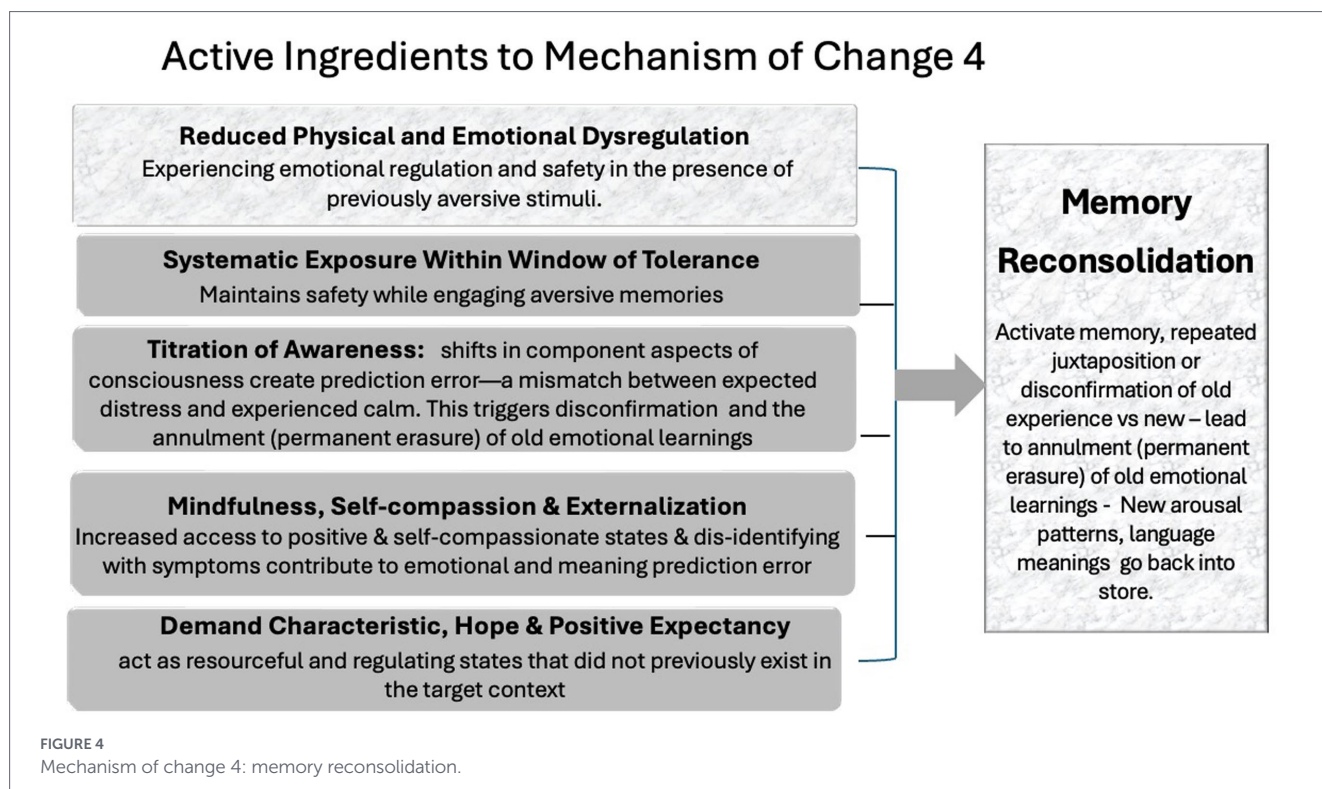 Active Ingredients to Mechanism of Change 4
Reduced Physical and Emotional Dysregulation
Experiencing emotional regulation and safety in the presence of
previously aversive stimuli.
Systematic Exposure Within Window of Tolerance
Maintains safety while engaging aversive memories
Titration of Awareness: shifts in component aspects of
consciousness create prediction error—a mismatch between expected
distress and experienced calm. This triggers disconfirmation and the
annulment (permanent erasure) of old emotional learnings
Mindfulness, Self-compassion & Externalization
Increased access to positive & self-compassionate states & dis-identifying
with symptoms contribute to emotional and meaning prediction error
Demand Characteristic, Hope & Positive Expectancy
act as resourceful and regulating states that did not previously exist in
the target context
Memory
Reconsolidation
Activate memory, repeated
juxtaposition or
disconfirmation of old
experience vs new – lead
to annulment (permanent
erasure) of old emotional
learnings - New arousal
patterns, language
meanings go back into
store.
FIGURE 4
Mechanism of change 4: memory reconsolidation.